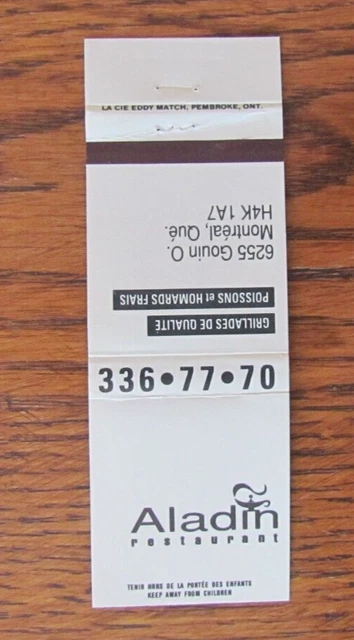 LA CIE EDDY MATCH, PEMBROKE, ONT.
GRILLADES DE QUALITÉ
POISSONS et HOMARDS FRAIS
6255 Gouin O.
Montréal, Qué.
H4K 1A7
336•77•70
Aladin
restaurant
TENIR HORS DE LA PORTÉE DES ENFANTS
KEEP AWAY FROM CHILDREN